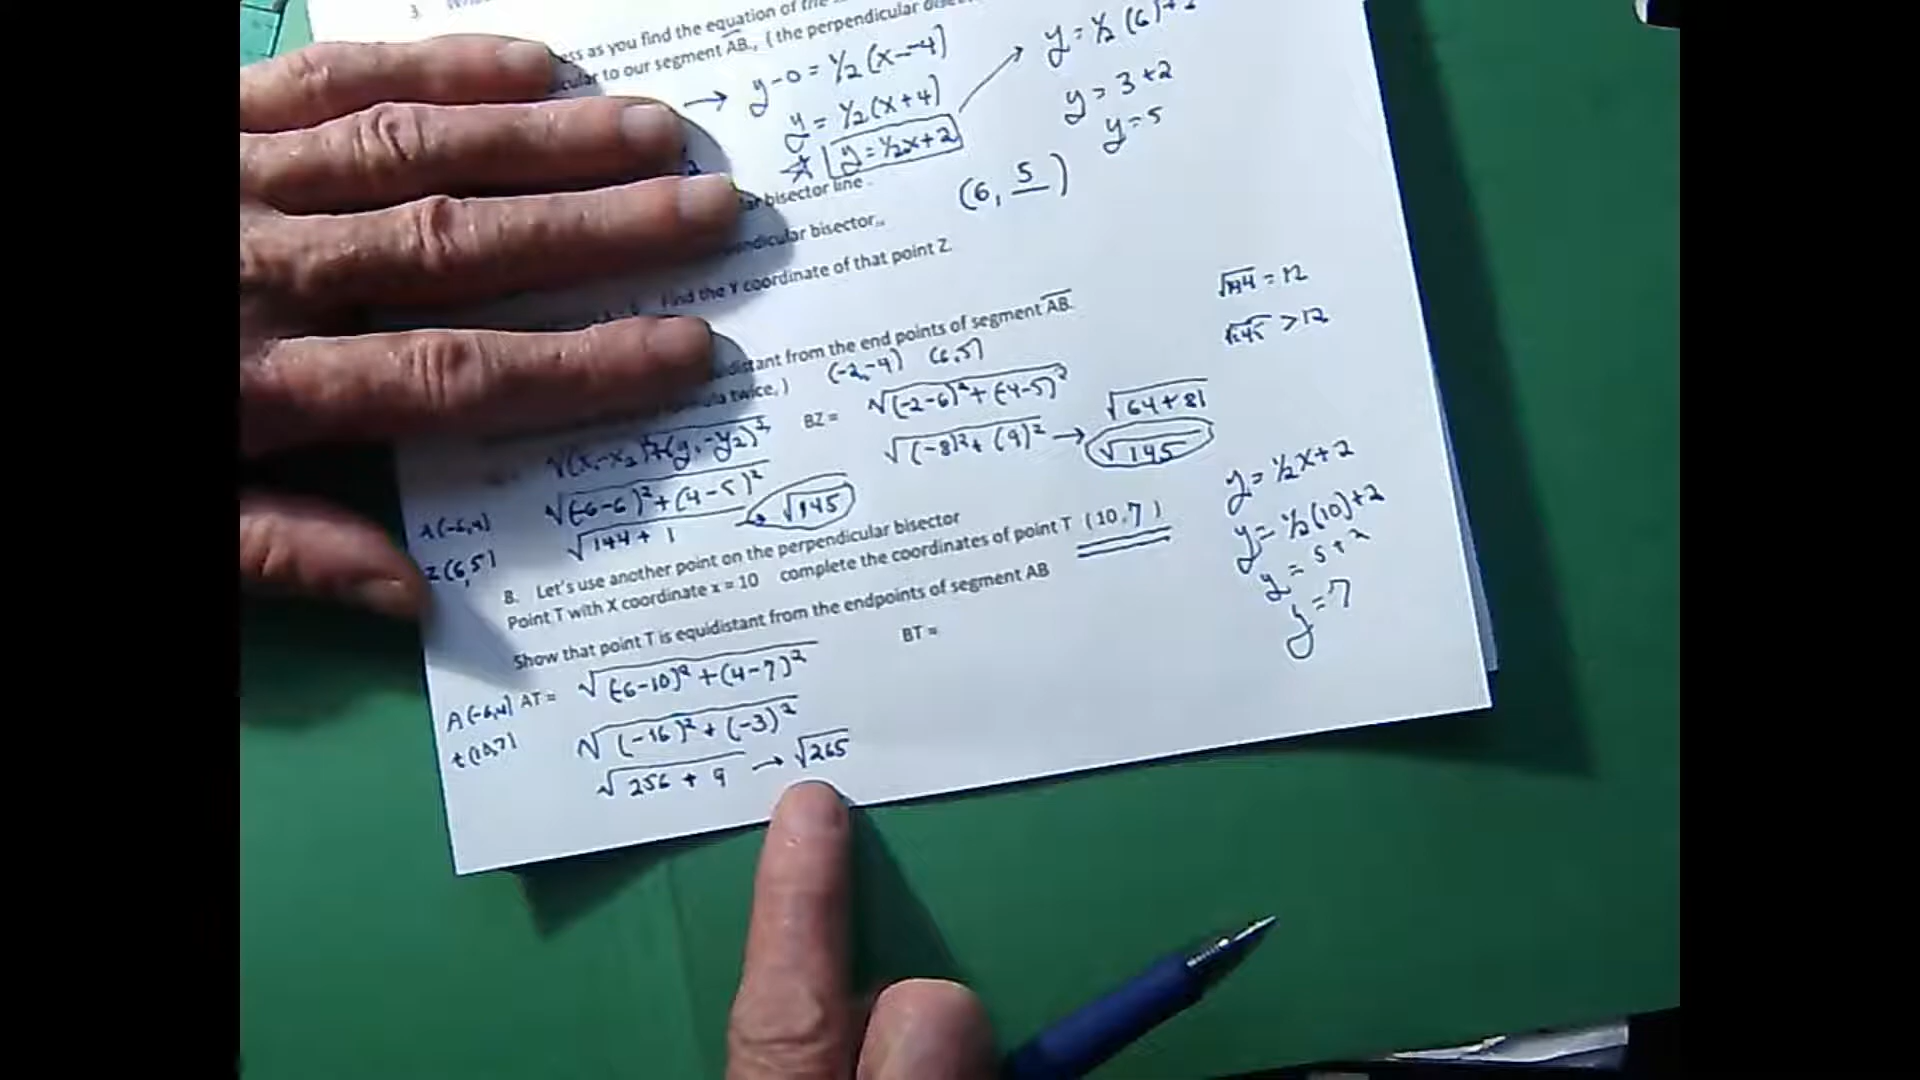 3.
ss as you find the equation of the
icular to our segment AB., ( the perpendicular
→ y-0 = ½(x--4)
y = ½(x+4)
☆ y = ½x+2
y = ½(6)+2
y = 3+2
y = 5
ar bisector line.
(6, 5)
endicular bisector..
Find the Y coordinate of that point Z.
distant from the end points of segment AB.
twice, ) (-2,-4) (6,5)
√144 = 12
√145 > 12
√(x₁-x₂)²+(y₁-y₂)²
√(-6-6)²+(4-5)²
√144+1 → √145
A(-6,4)
Z(6,5)
BZ = √(-2-6)²+(-4-5)²
√(-8)²+(9)² → √64+81
√145
8. Let's use another point on the perpendicular bisector
Point T with X coordinate x = 10 complete the coordinates of point T (10,7)
y = ½x+2
y = ½(10)+2
y = 5+2
y = 7
Show that point T is equidistant from the endpoints of segment AB
A(-6,4) AT = √(-6-10)²+(4-7)²
t(10,7) √(-16)²+(-3)²
√256+9 → √265
BT =